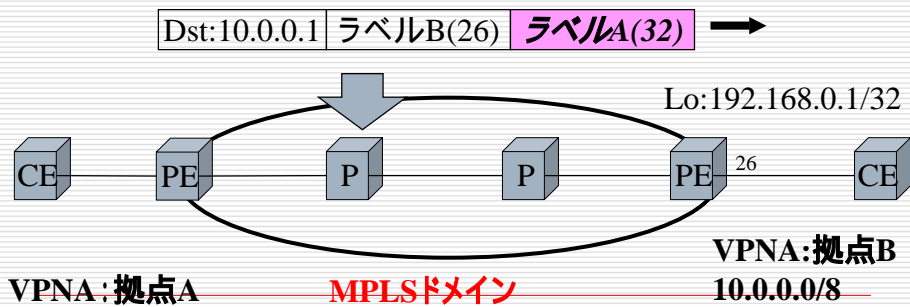 Dst:10.0.0.1 ラベルB(26) ラベルA(32)
Lo:192.168.0.1/32
CE PE P P PE 26 CE
VPNA:拠点A
MPLSドメイン
VPNA:拠点B
10.0.0.0/8